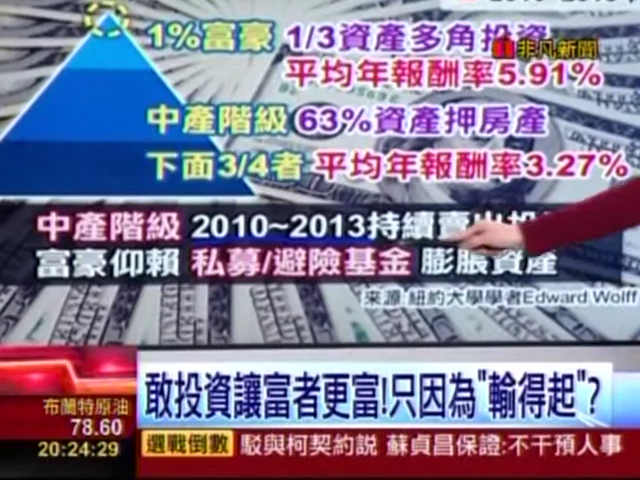 1%富豪 1/3資產多角投資
非凡新聞
平均年報酬率5.91%
中產階級 63%資產押房產
下面3/4者 平均年報酬率3.27%
中產階級 2010~2013持續賣出投
富豪仰賴 私募/避險基金 膨脹資產
來源:紐約大學學者Edward Wolff
敢投資讓富者更富!只因為"輸得起"?
布蘭特原油
78.60
20:24:29
選戰倒數 駁與柯契約說 蘇貞昌保證:不干預人事